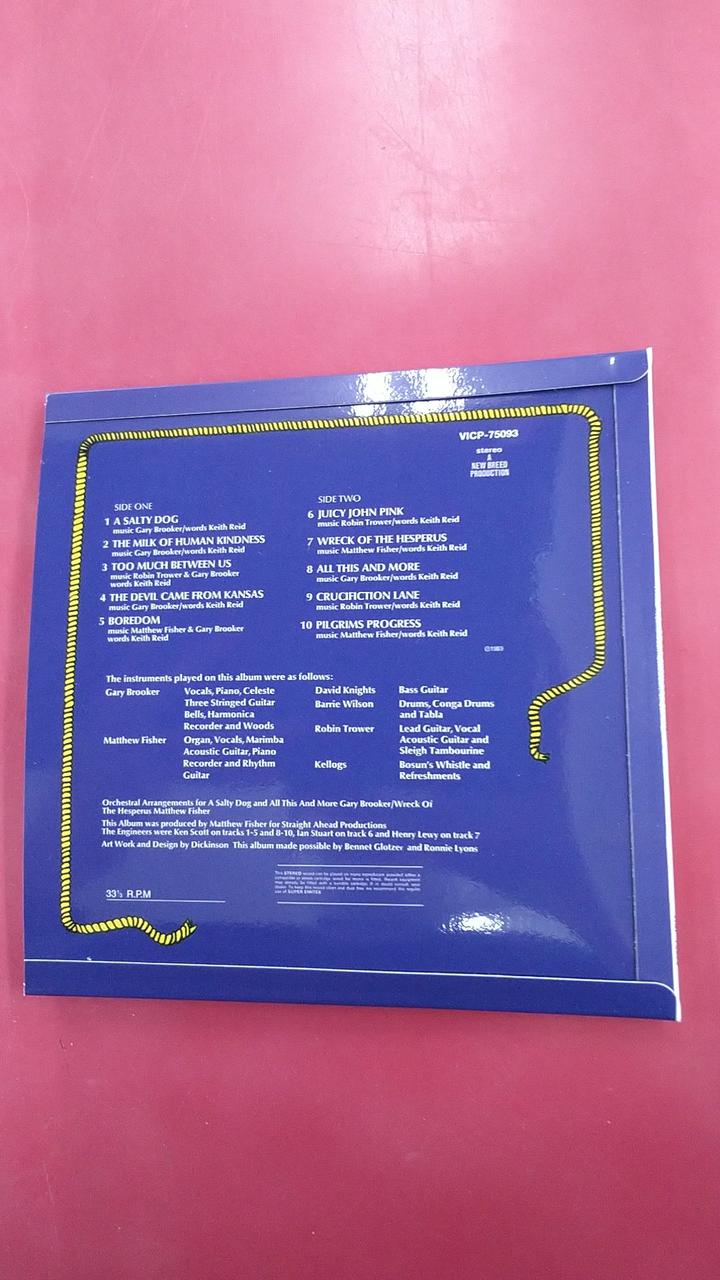 VICP-75093
stereo
A
NEW BREED
PRODUCTION
SIDE ONE
1 A SALTY DOG
music Gary Brooker/words Keith Reid
2 THE MILK OF HUMAN KINDNESS
music Gary Brooker/words Keith Reid
3 TOO MUCH BETWEEN US
music Robin Trower & Gary Brooker
words Keith Reid
4 THE DEVIL CAME FROM KANSAS
music Gary Brooker/words Keith Reid
5 BOREDOM
music Matthew Fisher & Gary Brooker
words Keith Reid
SIDE TWO
6 JUICY JOHN PINK
music Robin Trower/words Keith Reid
7 WRECK OF THE HESPERUS
music Matthew Fisher/words Keith Reid
8 ALL THIS AND MORE
music Gary Brooker/words Keith Reid
9 CRUCIFICTION LANE
music Robin Trower/words Keith Reid
10 PILGRIMS PROGRESS
music Matthew Fisher/words Keith Reid
The instruments played on this album were as follows:
Gary Brooker Vocals, Piano, Celeste
Three Stringed Guitar
Bells, Harmonica
Recorder and Woods
Matthew Fisher Organ, Vocals, Marimba
Acoustic Guitar, Piano
Recorder and Rhythm
Guitar
David Knights Bass Guitar
Barrie Wilson Drums, Conga Drums
and Tabla
Robin Trower Lead Guitar, Vocal
Acoustic Guitar and
Sleigh Tambourine
Kellogs Bosun's Whistle and
Refreshments
Orchestral Arrangements for A Salty Dog and All This And More Gary Brooker/Wreck Of
The Hesperus Matthew Fisher
This Album was produced by Matthew Fisher for Straight Ahead Productions
The Engineers were Ken Scott on tracks 1-5 and 8-10, Ian Stuart on track 6 and Henry Lewy on track 7
Art Work and Design by Dickinson This album made possible by Bennet Glotzer and Ronnie Lyons
33⅓ R.P.M
This STEREO record can be played on mono reproducers provided either a